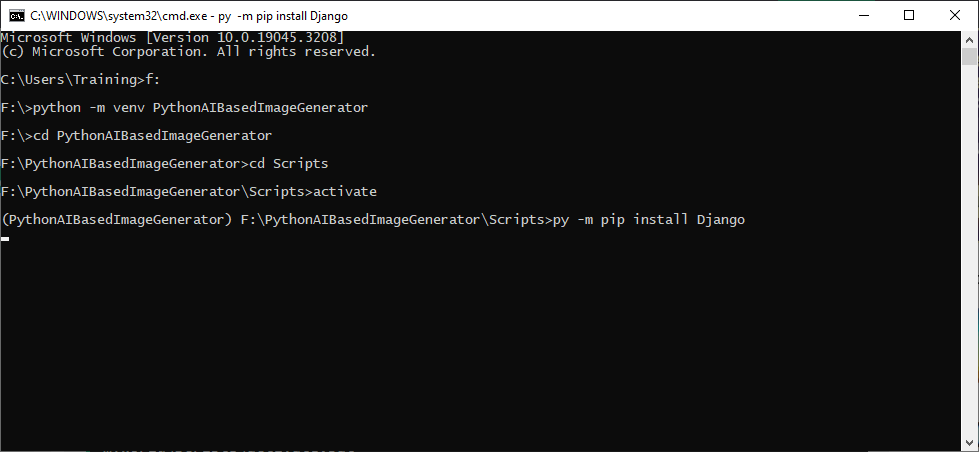 C:\WINDOWS\system32\cmd.exe - py -m pip install Django
Microsoft Windows [Version 10.0.19045.3208]
(c) Microsoft Corporation. All rights reserved.
C:\Users\Training>f:
F:\>python -m venv PythonAIBasedImageGenerator
F:\>cd PythonAIBasedImageGenerator
F:\PythonAIBasedImageGenerator>cd Scripts
F:\PythonAIBasedImageGenerator\Scripts>activate
(PythonAIBasedImageGenerator) F:\PythonAIBasedImageGenerator\Scripts>py -m pip install Django